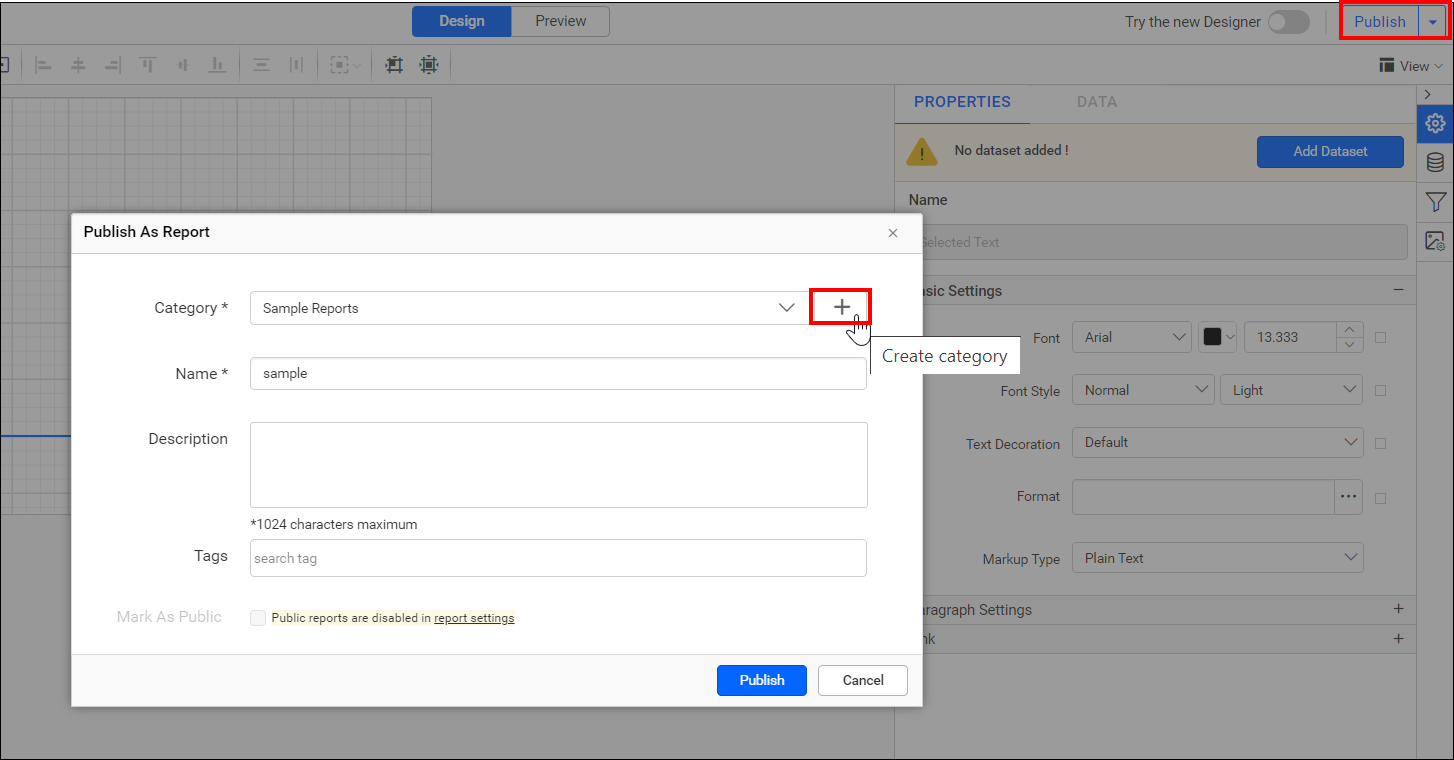 Design Preview Try the new Designer Publish
View
PROPERTIES DATA
No dataset added ! Add Dataset
Name
Selected Text
Publish As Report
Category * Sample Reports
Create category
Name * sample
Description
*1024 characters maximum
Tags search tag
Mark As Public Public reports are disabled in report settings
Publish Cancel
asic Settings
Font Arial 13.333
Font Style Normal Light
Text Decoration Default
Format
Markup Type Plain Text
aragraph Settings
nk